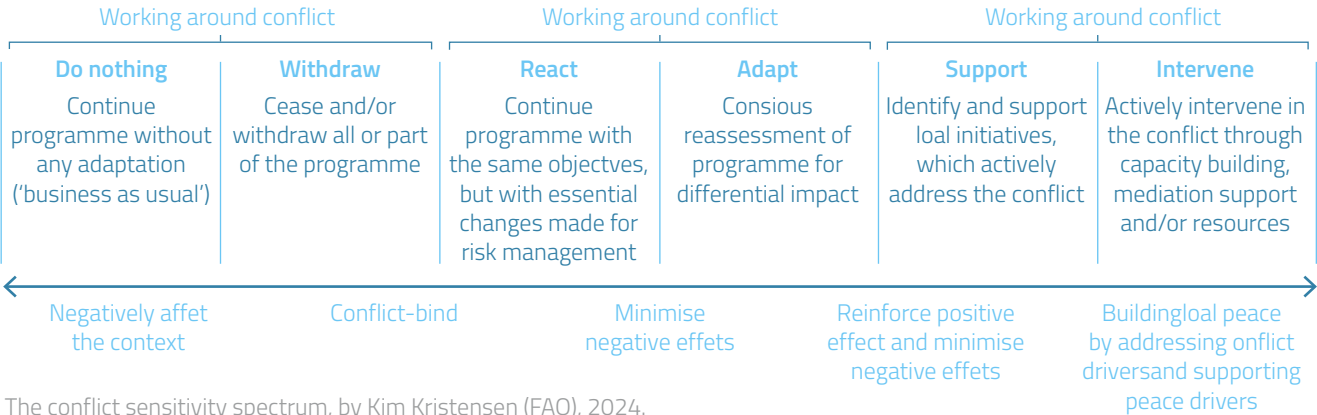 Working around conflict
Working around conflict
Working around conflict
Do nothing
Continue
programme without
any adaptation
(‘business as usual’)
Withdraw
Cease and/or
withdraw all or part
of the programme
React
Continue
programme with
the same objectves,
but with essential
changes made for
risk management
Adapt
Consious
reassessment of
programme for
differential impact
Support
Identify and support
loal initiatives,
which actively
address the conflict
Intervene
Actively intervene in
the conflict through
capacity building,
mediation support
and/or resources
Negatively affet
the context
Conflict-bind
Minimise
negative effets
Reinforce positive
effect and minimise
negative effets
Buildingloal peace
by addressing onflict
driversand supporting
peace drivers
The conflict sensitivity spectrum, by Kim Kristensen (FAO), 2024.